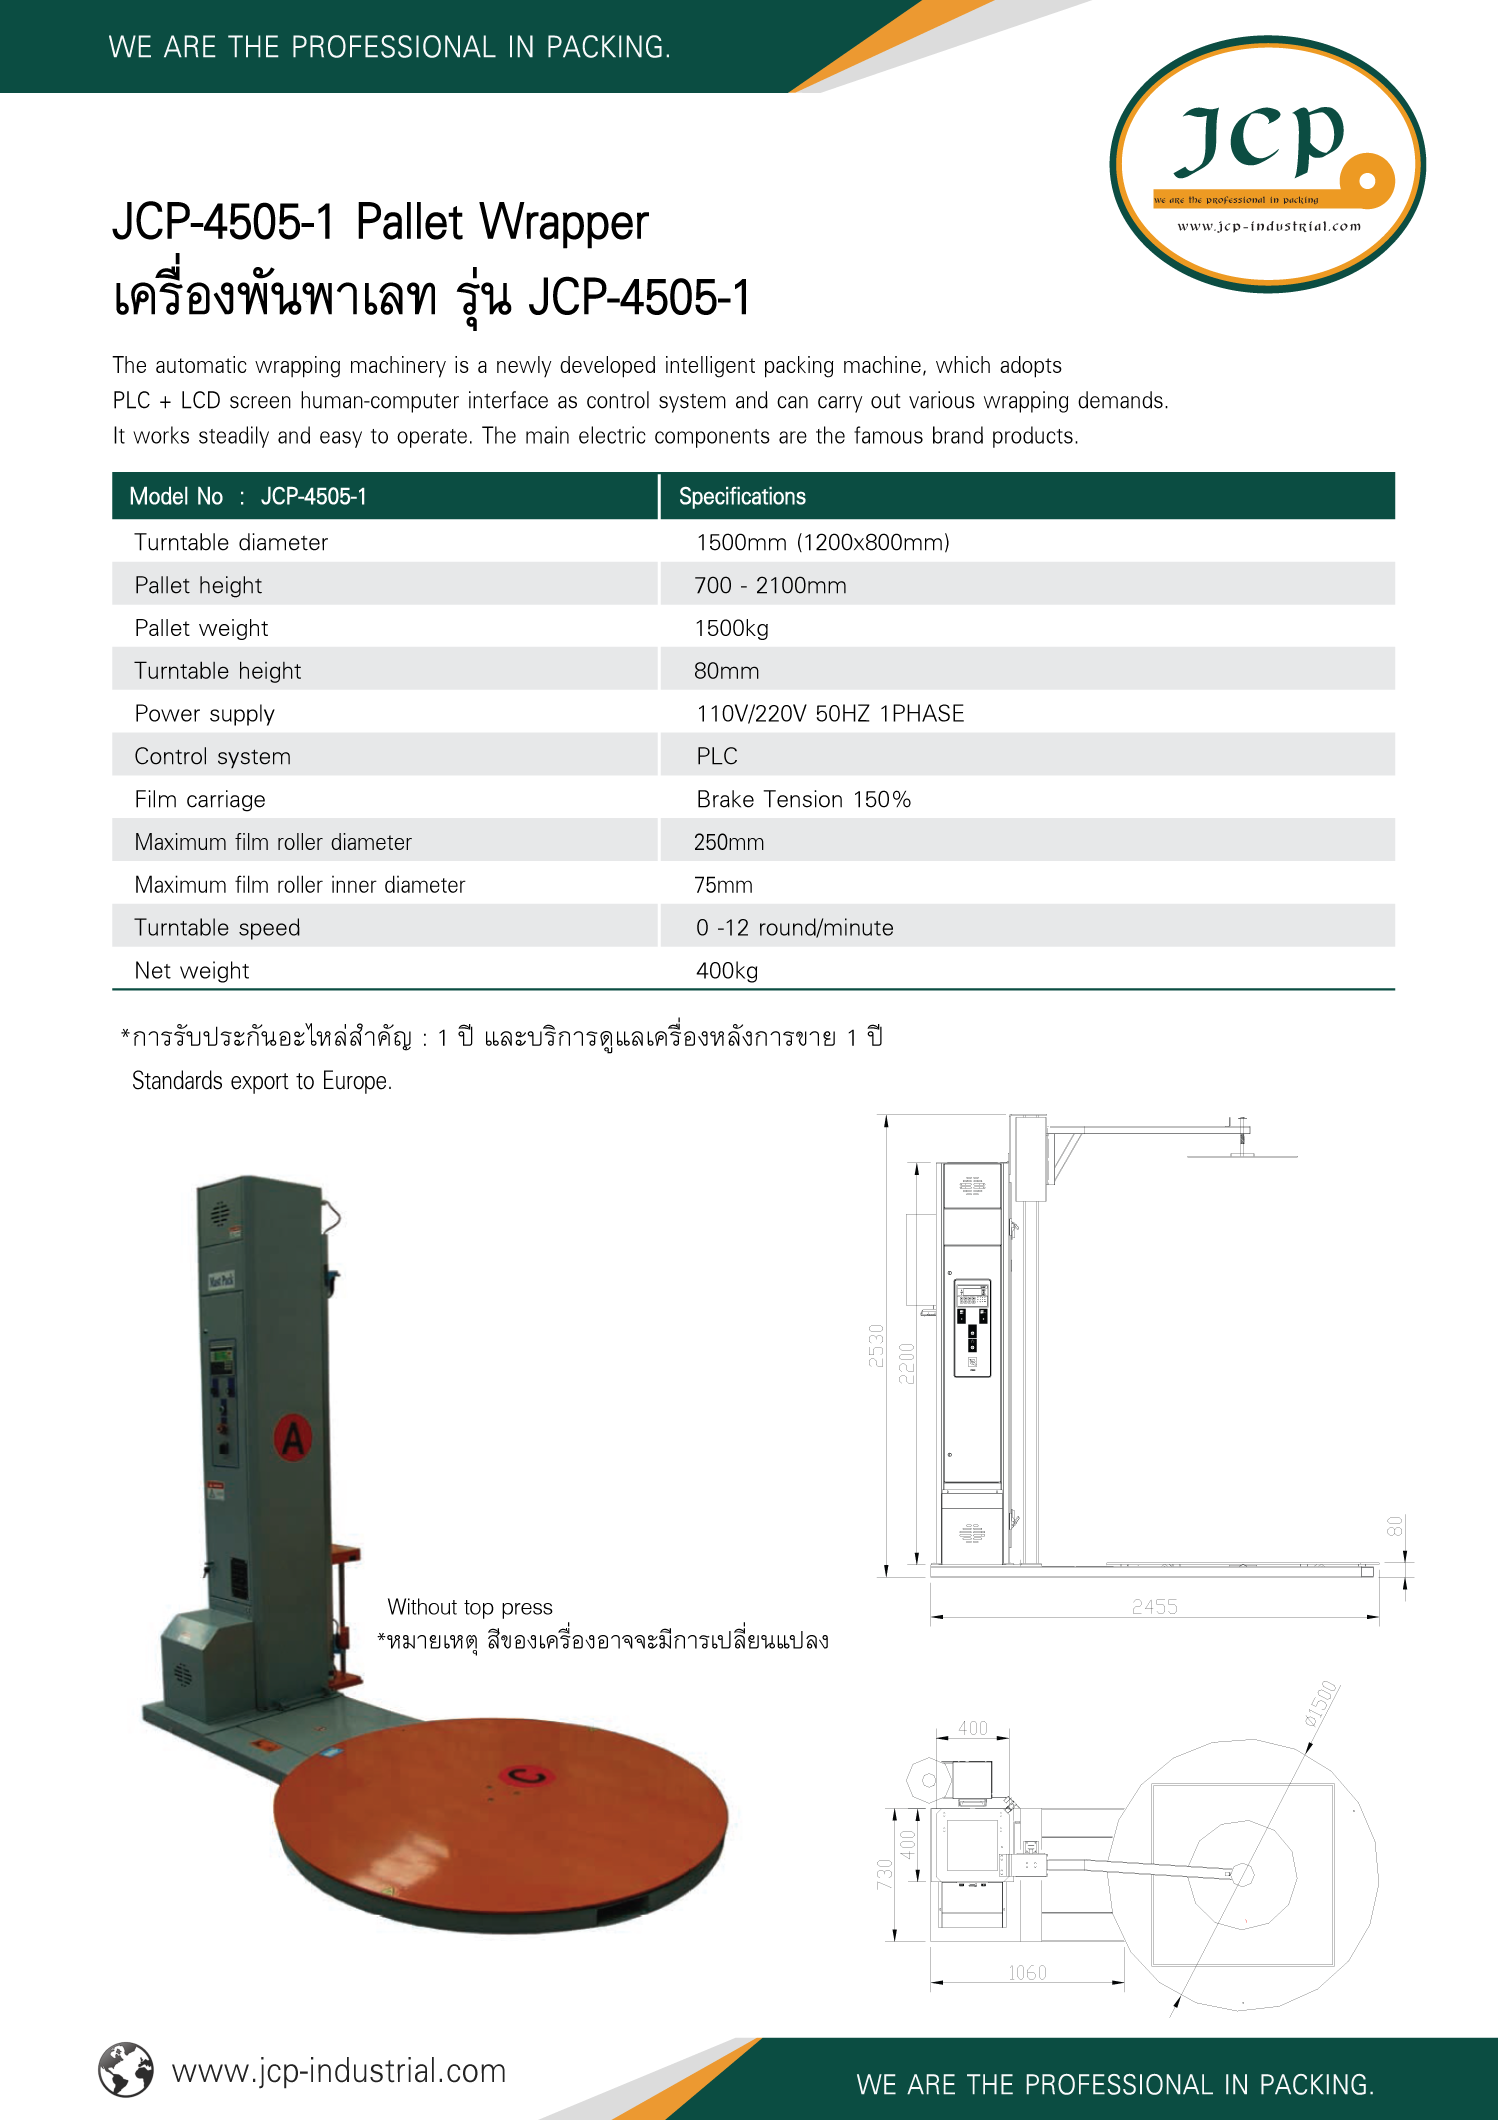 WE ARE THE PROFESSIONAL IN PACKING.
JCP
we are the professional in packing
www.jcp-industrial.com
JCP-4505-1 Pallet Wrapper
เครื่องพันพาเลท รุ่น JCP-4505-1
The automatic wrapping machinery is a newly developed intelligent packing machine, which adopts
PLC + LCD screen human-computer interface as control system and can carry out various wrapping demands.
It works steadily and easy to operate. The main electric components are the famous brand products.
Model No : JCP-4505-1 Specifications
Turntable diameter 1500mm (1200x800mm)
Pallet height 700 - 2100mm
Pallet weight 1500kg
Turntable height 80mm
Power supply 110V/220V 50HZ 1PHASE
Control system PLC
Film carriage Brake Tension 150%
Maximum film roller diameter 250mm
Maximum film roller inner diameter 75mm
Turntable speed 0 -12 round/minute
Net weight 400kg
*การรับประกันอะไหล่สำคัญ : 1 ปี และบริการดูแลเครื่องหลังการขาย 1 ปี
Standards export to Europe.
A
C
Without top press
*หมายเหตุ สีของเครื่องอาจจะมีการเปลี่ยนแปลง
2530
2200
80
2455
400
ø1500
400
730
1060
www.jcp-industrial.com
WE ARE THE PROFESSIONAL IN PACKING.